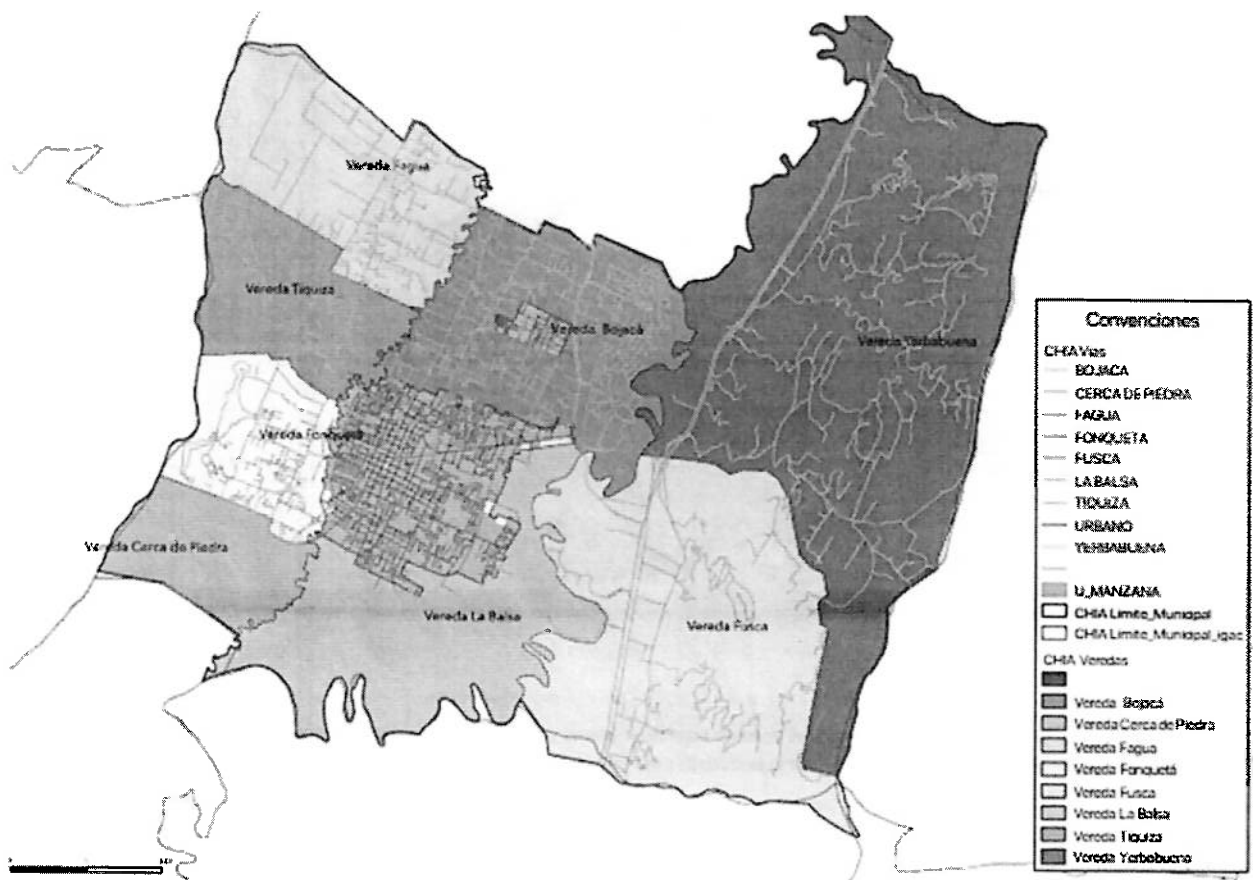 Vereda Fagua
Vereda Tiquiza
Vereda Bojacá
Vereda Yerbabuena
Vereda Fonquetá
Vereda Cerca de Piedra
Vereda La Balsa
Vereda Fusca
Convenciones
CHIA Vias
BOJACA
CERCA DE PIEDRA
FAGUA
FONQUETA
FUSCA
LA BALSA
TIQUIZA
URBANO
YERBABUENA
U_MANZANA
CHIA Limite_Municipal
CHIA Limite_Municipal_igac
CHIA Veredas
Vereda Bojacá
Vereda Cerca de Piedra
Vereda Fagua
Vereda Fonquetá
Vereda Fusca
Vereda La Balsa
Vereda Tiquiza
Vereda Yerbabuena